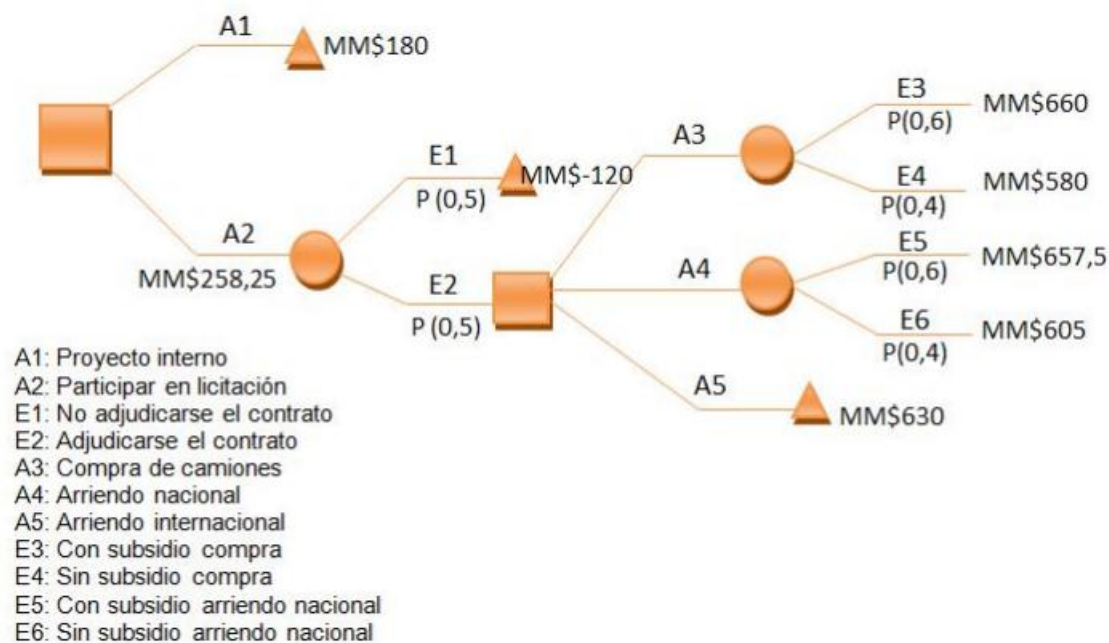 A1
MM$180
E3
MM$660
P(0,6)
A3
E1
MM$-120
P (0,5)
E4
MM$580
P(0,4)
A2
MM$258,25
E5
MM$657,5
P(0,6)
A4
E2
P (0,5)
E6
MM$605
P(0,4)
A5
MM$630
A1: Proyecto interno
A2: Participar en licitación
E1: No adjudicarse el contrato
E2: Adjudicarse el contrato
A3: Compra de camiones
A4: Arriendo nacional
A5: Arriendo internacional
E3: Con subsidio compra
E4: Sin subsidio compra
E5: Con subsidio arriendo nacional
E6: Sin subsidio arriendo nacional